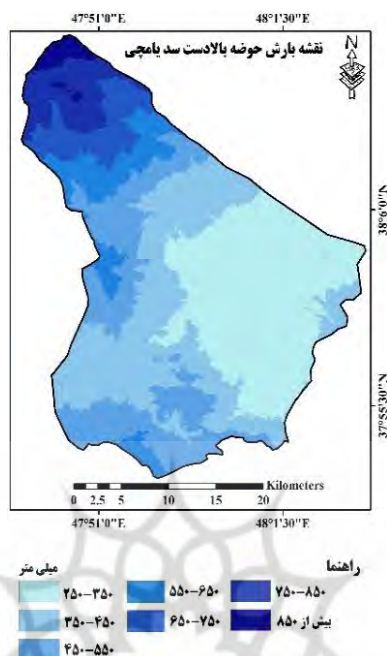 47°51'0"E 48°1'30"E
نقشه بارش حوضه بالادست سد یامچی
N
38°6'0"N
37°55'30"N
Kilometers
0 2.5 5 10 15 20
47°51'0"E 48°1'30"E
راهنما
میلی متر
۲۵۰-۳۵۰ ۵۵۰-۶۵۰ ۷۵۰-۸۵۰
۳۵۰-۴۵۰ ۶۵۰-۷۵۰ بیش از ۸۵۰
۴۵۰-۵۵۰